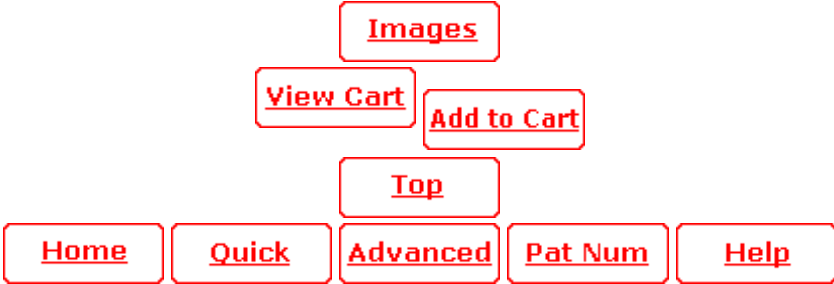 Images
View Cart
Add to Cart
Top
Home Quick Advanced Pat Num Help